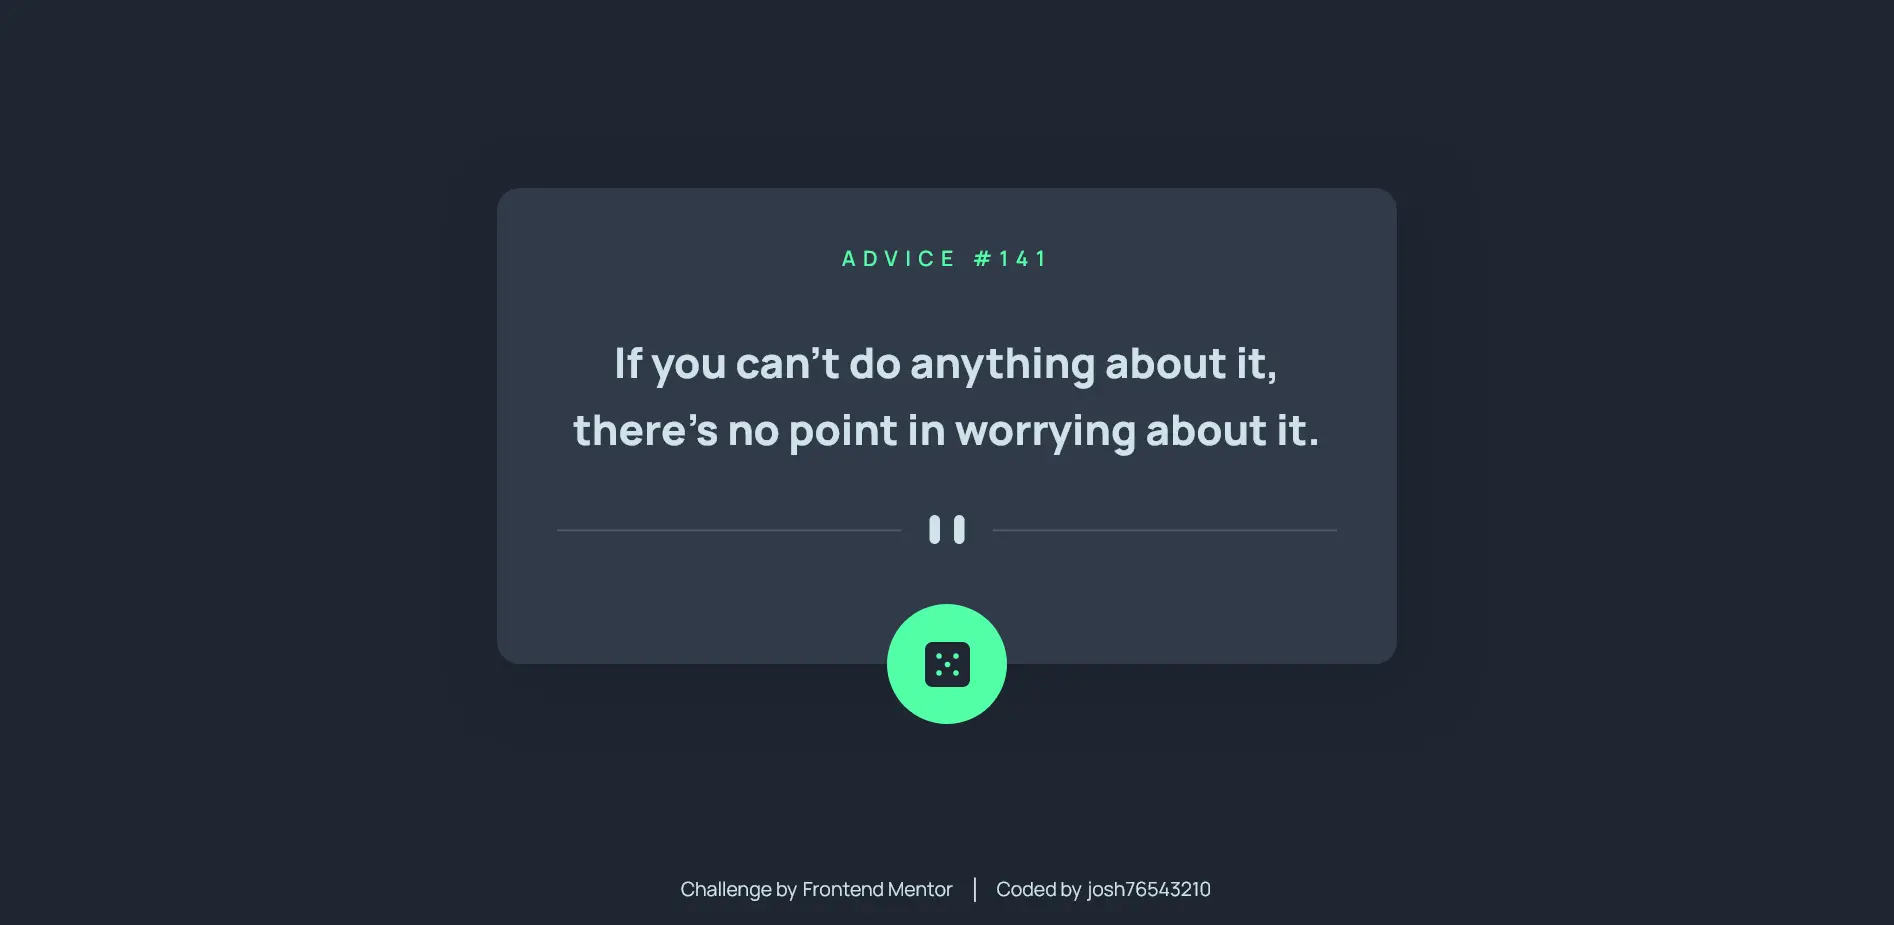 ADVICE #141
If you can’t do anything about it,
there’s no point in worrying about it.
Challenge by Frontend Mentor | Coded by josh76543210